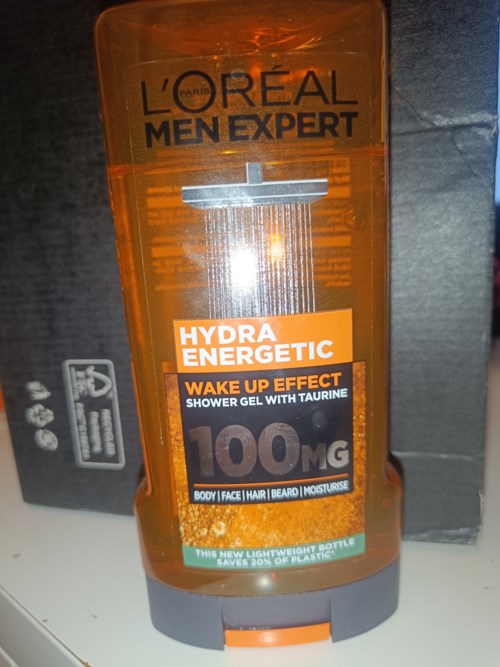 L'ORÉAL
PARIS
MEN EXPERT
HYDRA
ENERGETIC
WAKE UP EFFECT
SHOWER GEL WITH TAURINE
100MG
BODY | FACE | HAIR | BEARD | MOISTURISE
THIS NEW LIGHTWEIGHT BOTTLE
SAVES 20% OF PLASTIC*